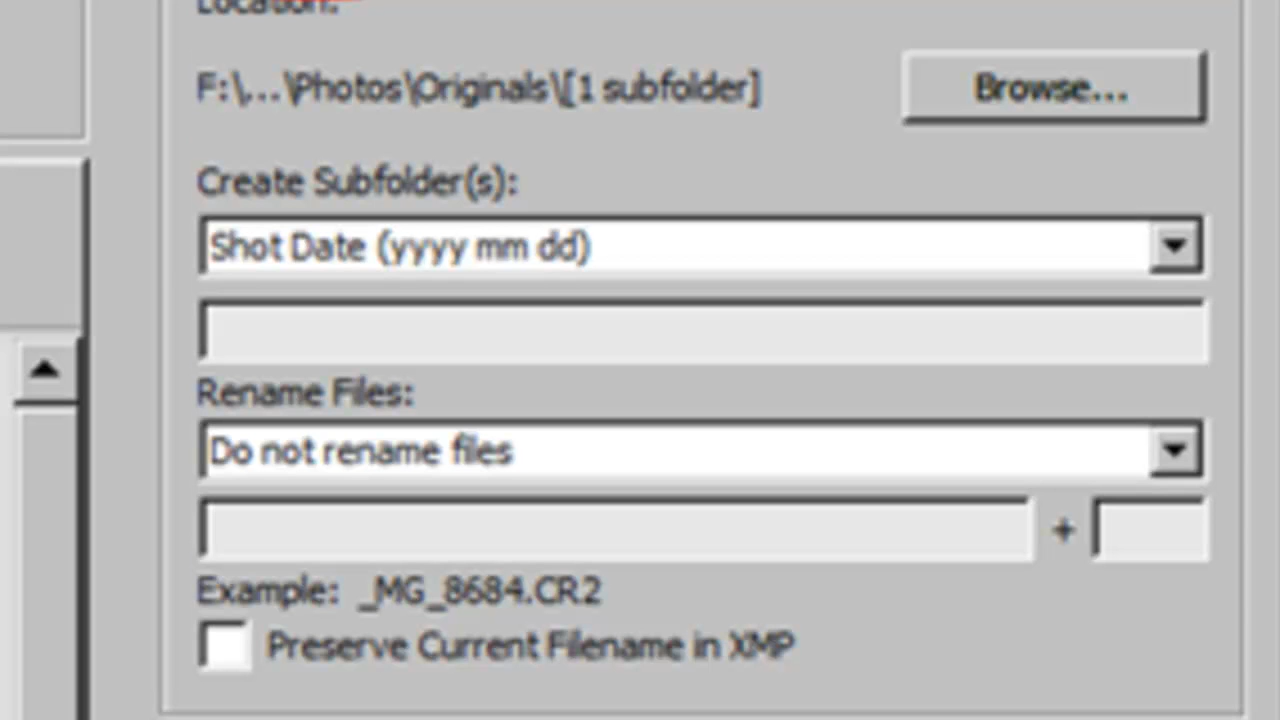 Location:
F:\...\Photos\Originals\[1 subfolder]
Browse...
Create Subfolder(s):
Shot Date (yyyy mm dd)
Rename Files:
Do not rename files
+
Example: _MG_8684.CR2
Preserve Current Filename in XMP